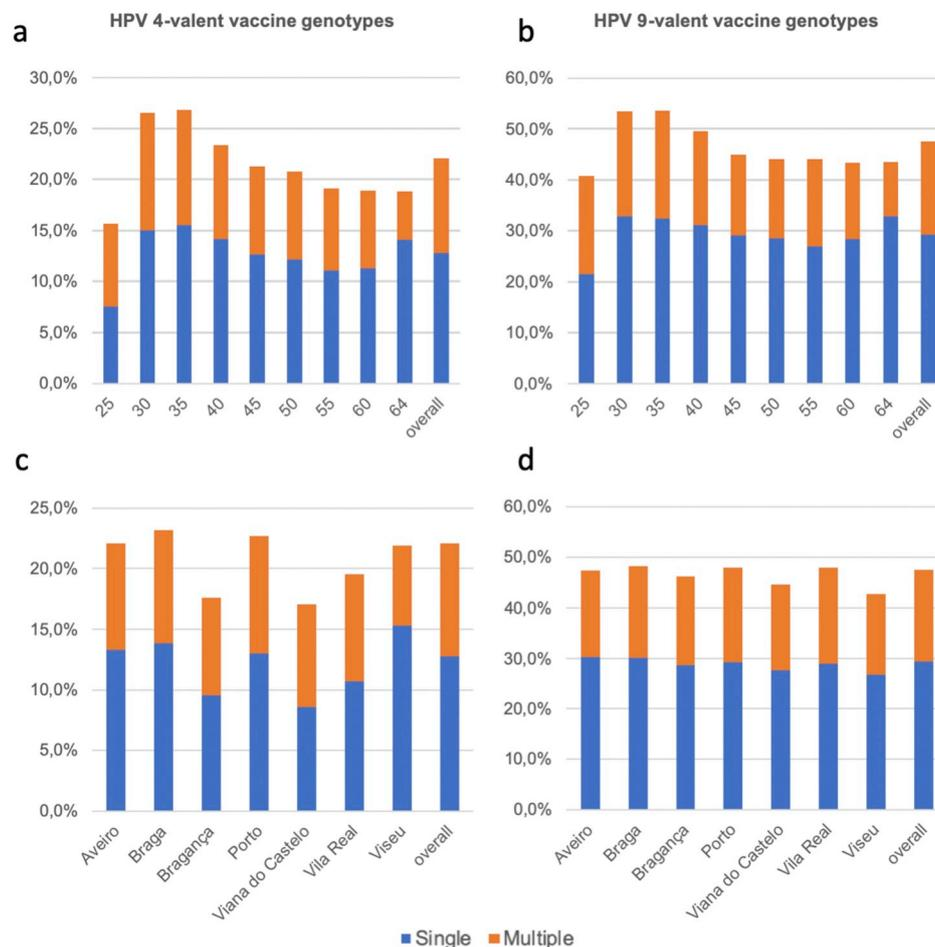 a
HPV 4-valent vaccine genotypes
30,0%
25,0%
20,0%
15,0%
10,0%
5,0%
0,0%
25
30
35
40
45
50
55
60
64
overall
b
HPV 9-valent vaccine genotypes
60,0%
50,0%
40,0%
30,0%
20,0%
10,0%
0,0%
25
30
35
40
45
50
55
60
64
overall
c
25,0%
20,0%
15,0%
10,0%
5,0%
0,0%
Aveiro
Braga
Bragança
Porto
Viana do Castelo
Vila Real
Viseu
overall
d
60,0%
50,0%
40,0%
30,0%
20,0%
10,0%
0,0%
Aveiro
Braga
Bragança
Porto
Viana do Castelo
Vila Real
Viseu
overall
Single Multiple